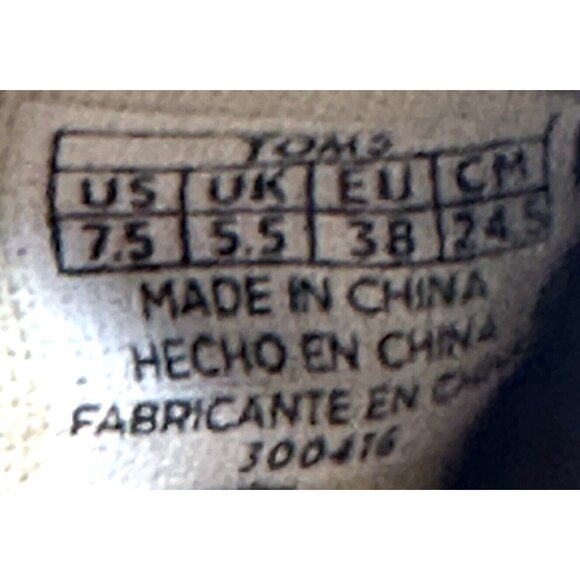 TOMS
US UK EU CM
7.5 5.5 38 24.5
MADE IN CHINA
HECHO EN CHINA
FABRICANTE EN CHINA
300416